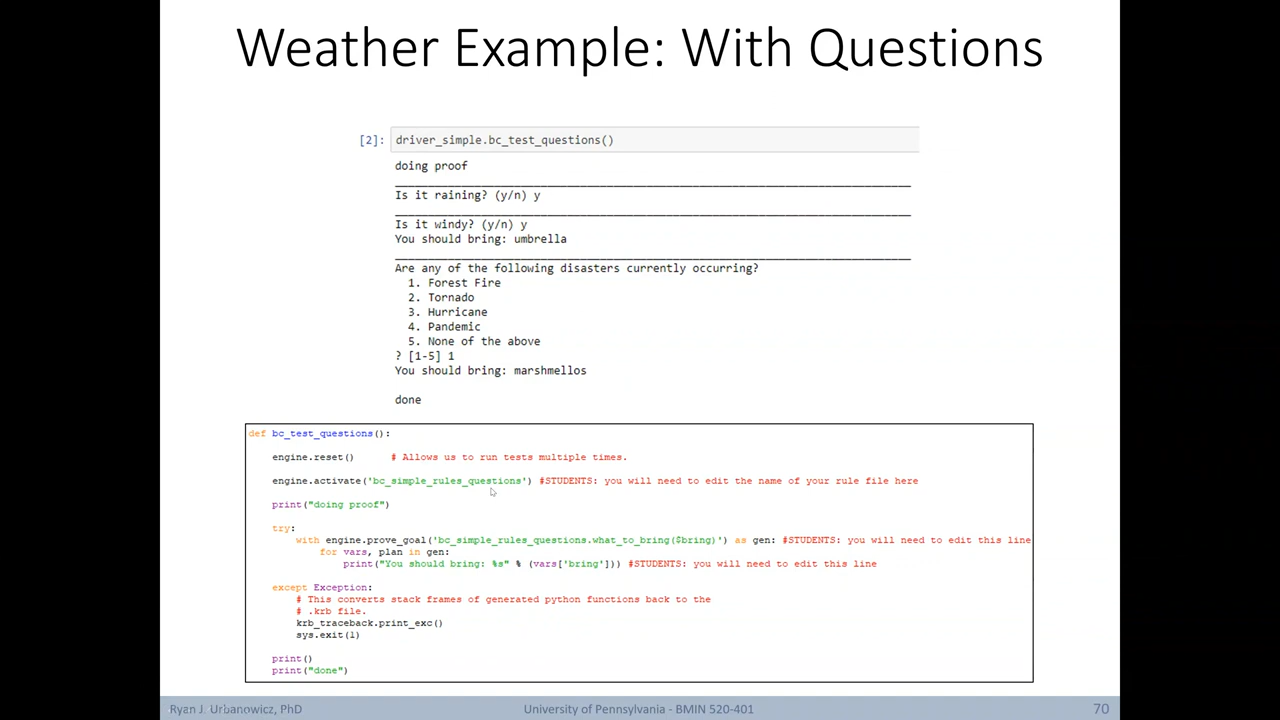 Weather Example: With Questions
[2]: driver_simple.bc_test_questions()
doing proof
Is it raining? (y/n) y
Is it windy? (y/n) y
You should bring: umbrella
Are any of the following disasters currently occurring?
1. Forest Fire
2. Tornado
3. Hurricane
4. Pandemic
5. None of the above
? [1-5] 1
You should bring: marshmellos
done
def bc_test_questions():
engine.reset() # Allows us to run tests multiple times.
engine.activate('bc_simple_rules_questions') #STUDENTS: you will need to edit the name of your rule file here
print("doing proof")
try:
with engine.prove_goal('bc_simple_rules_questions.what_to_bring($bring)') as gen: #STUDENTS: you will need to edit this line
for vars, plan in gen:
print("You should bring: %s" % (vars['bring'])) #STUDENTS: you will need to edit this line
except Exception:
# This converts stack frames of generated python functions back to the
# .krb file.
krb_traceback.print_exc()
sys.exit(1)
print()
print("done")
Ryan J. Urbanowicz, PhD University of Pennsylvania - BMIN 520-401 70